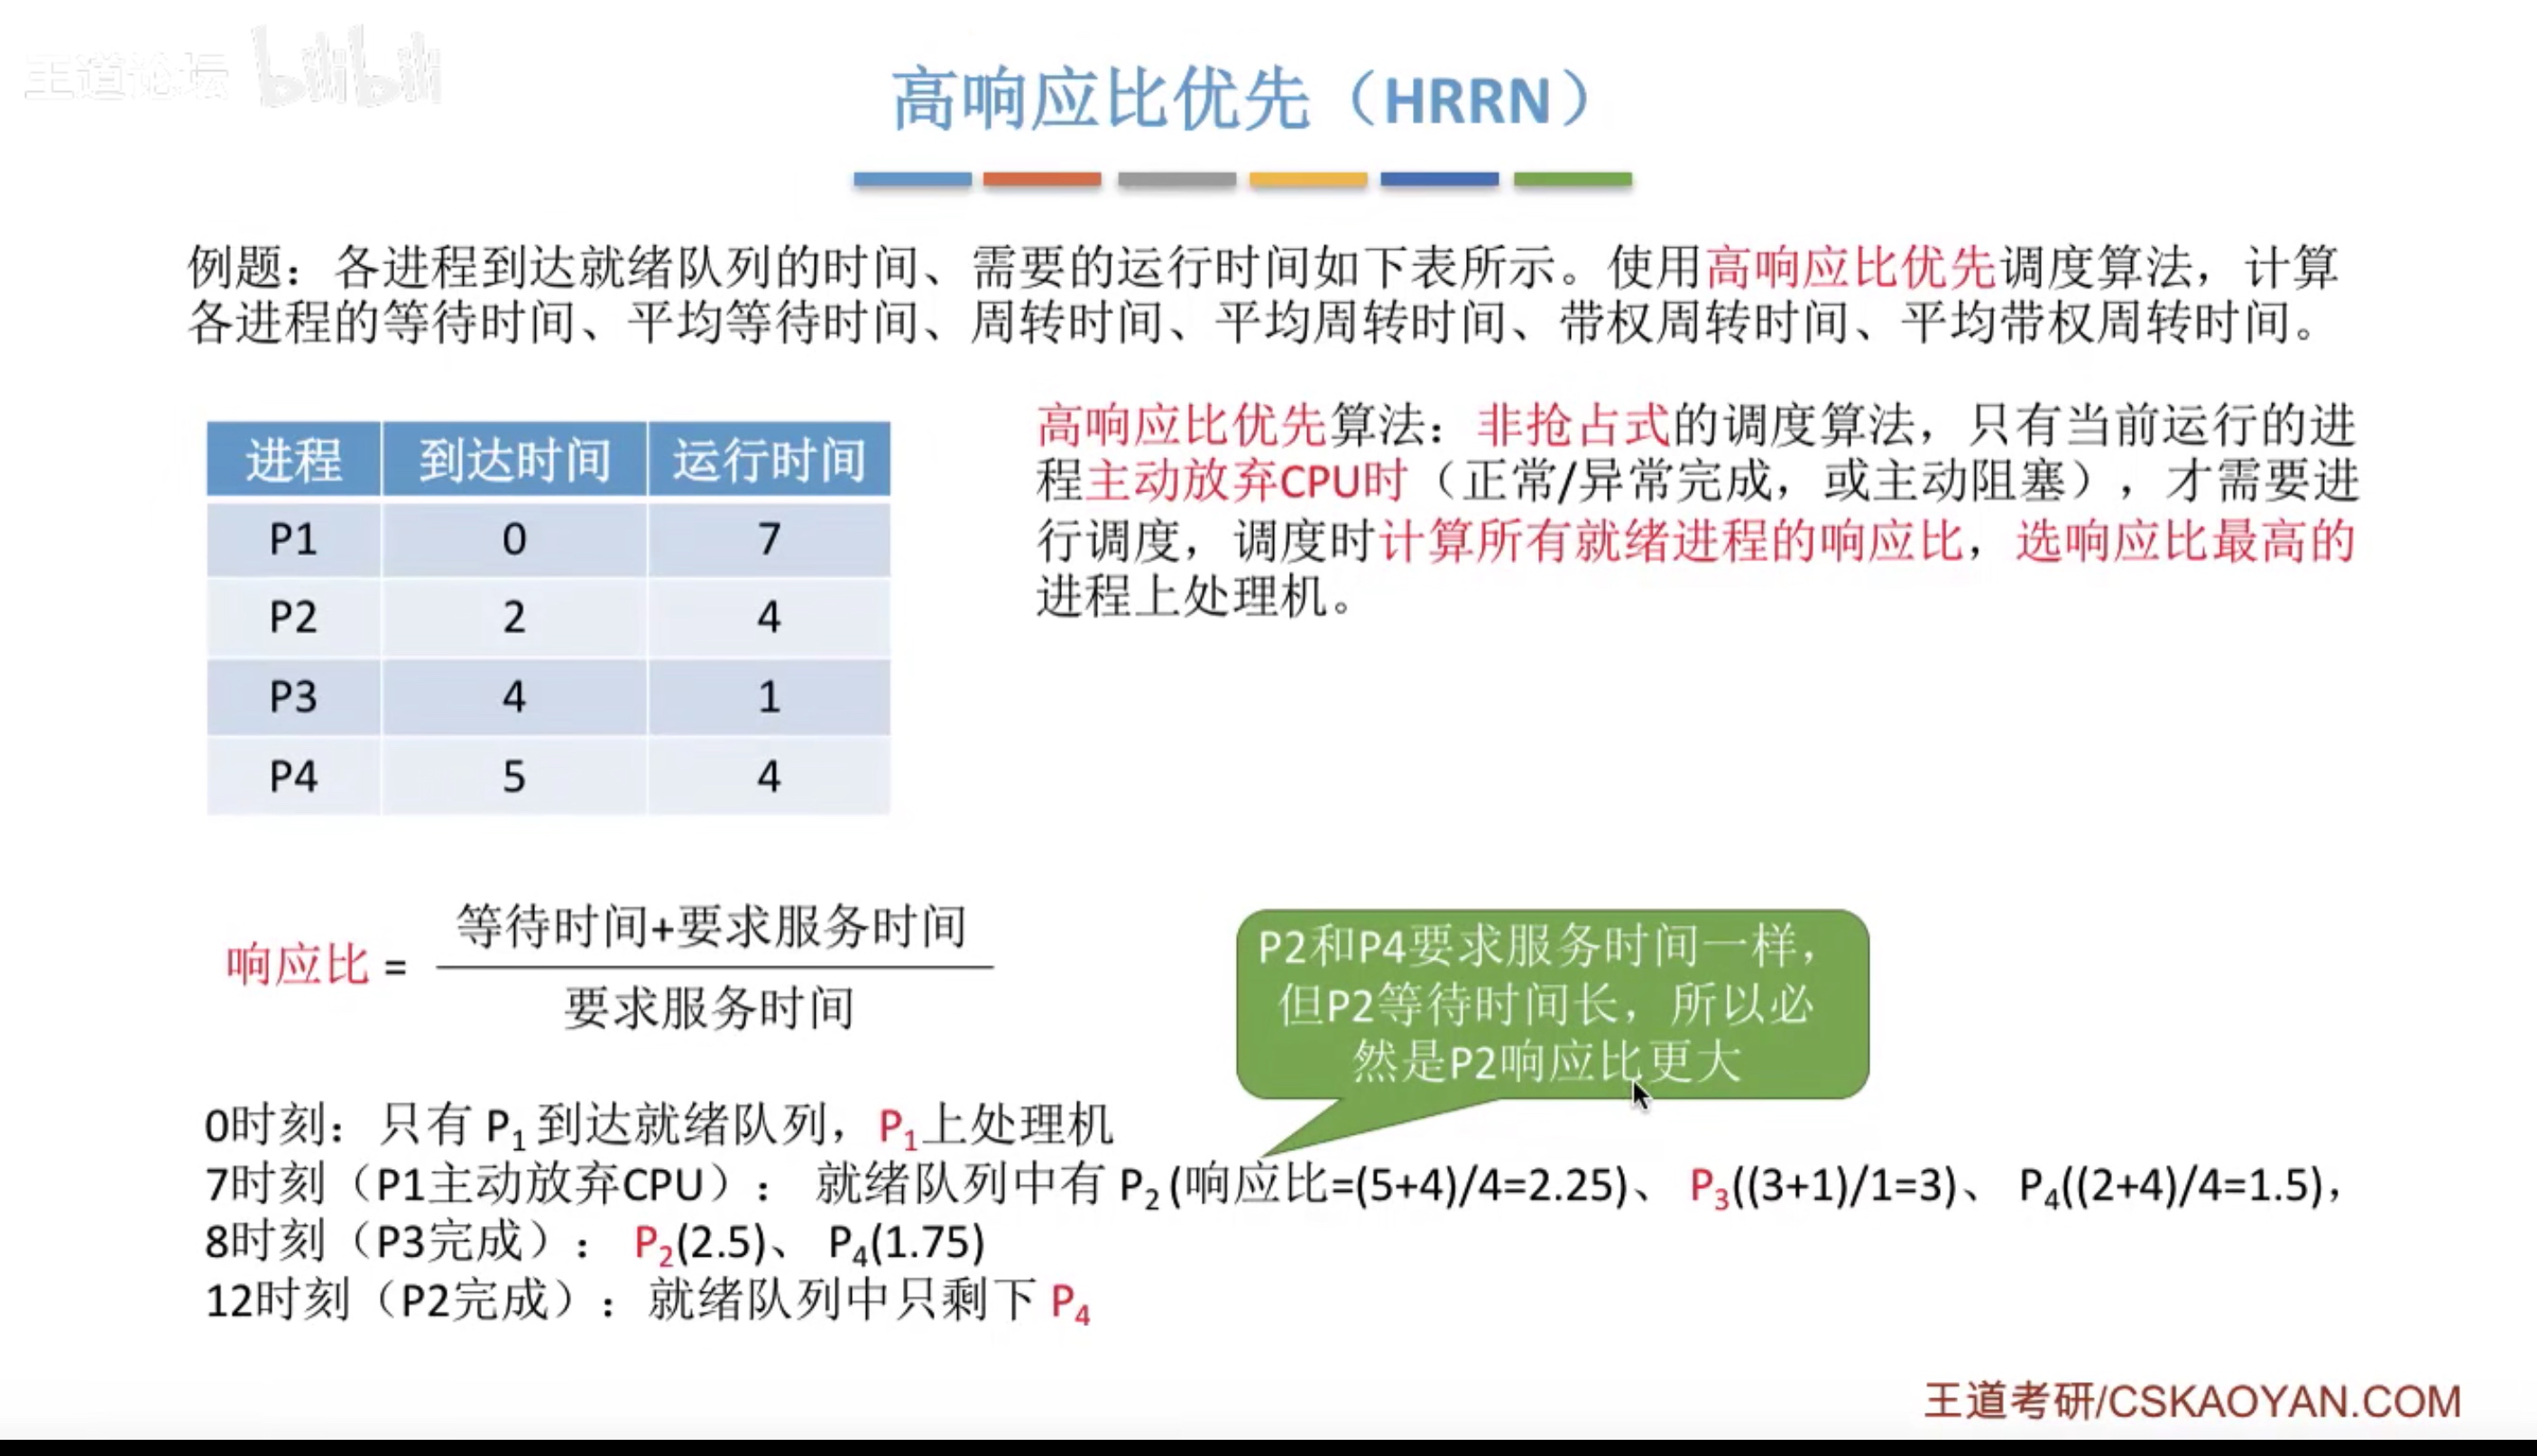 王道论坛 bilibili
高响应比优先（HRRN）
例题：各进程到达就绪队列的时间、需要的运行时间如下表所示。使用高响应比优先调度算法，计算
各进程的等待时间、平均等待时间、周转时间、平均周转时间、带权周转时间、平均带权周转时间。
进程 到达时间 运行时间
P1 0 7
P2 2 4
P3 4 1
P4 5 4
高响应比优先算法：非抢占式的调度算法，只有当前运行的进
程主动放弃CPU时（正常/异常完成，或主动阻塞），才需要进
行调度，调度时计算所有就绪进程的响应比，选响应比最高的
进程上处理机。
等待时间+要求服务时间
响应比 =
要求服务时间
P2和P4要求服务时间一样，
但P2等待时间长，所以必
然是P2响应比更大
0时刻：只有 P1 到达就绪队列，P1上处理机
7时刻（P1主动放弃CPU）： 就绪队列中有 P2 (响应比=(5+4)/4=2.25)、 P3((3+1)/1=3)、 P4((2+4)/4=1.5)，
8时刻（P3完成）： P2(2.5)、 P4(1.75)
12时刻（P2完成）：就绪队列中只剩下 P4
王道考研/CSKAOYAN.COM